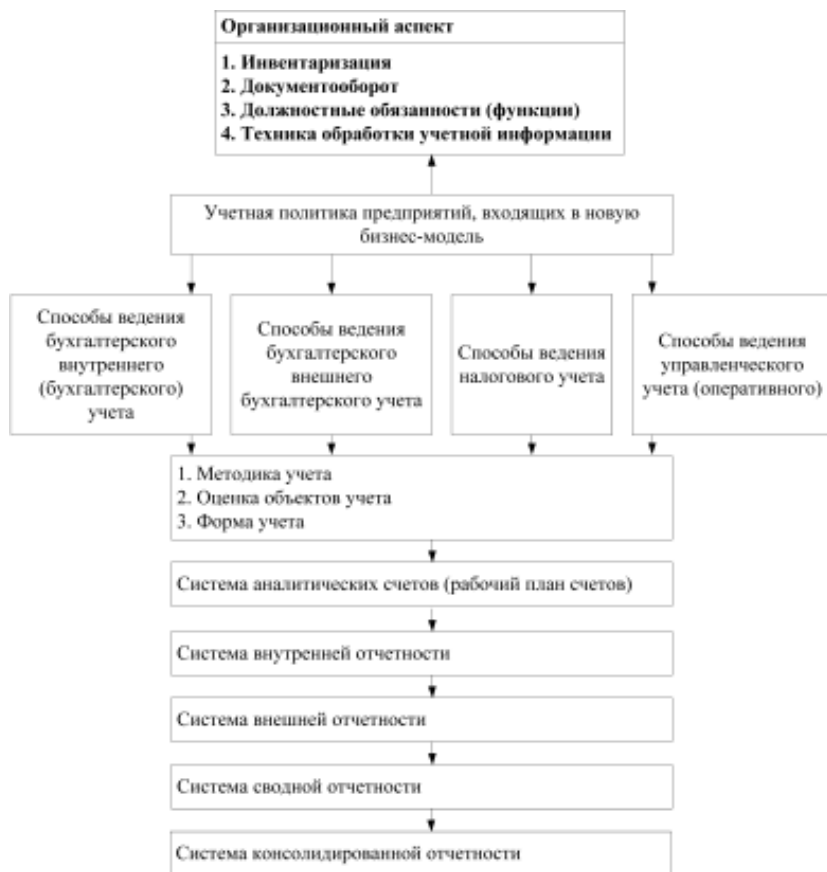 Организационный аспект
1. Инвентаризация
2. Документооборот
3. Должностные обязанности (функции)
4. Техника обработки учетной информации
Учетная политика предприятий, входящих в новую
бизнес-модель
Способы ведения
бухгалтерского
внутреннего
(бухгалтерского)
учета
Способы ведения
бухгалтерского
внешнего
бухгалтерского учета
Способы ведения
налогового учета
Способы ведения
управленческого
учета (оперативного)
1. Методика учета
2. Оценка объектов учета
3. Форма учета
Система аналитических счетов (рабочий план счетов)
Система внутренней отчетности
Система внешней отчетности
Система сводной отчетности
Система консолидированной отчетности